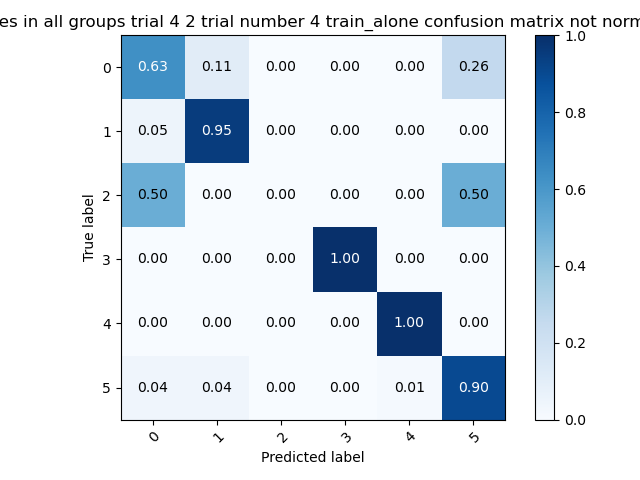 es in all groups trial 4 2 trial number 4 train_alone confusion matrix not norm
1.0
0 0.63 0.11 0.00 0.00 0.00 0.26
0.8
1 0.05 0.95 0.00 0.00 0.00 0.00
2 0.50 0.00 0.00 0.00 0.00 0.50
0.6
True label
3 0.00 0.00 0.00 1.00 0.00 0.00
0.4
4 0.00 0.00 0.00 0.00 1.00 0.00
0.2
5 0.04 0.04 0.00 0.00 0.01 0.90
0.0
0 1 2 3 4 5
Predicted label